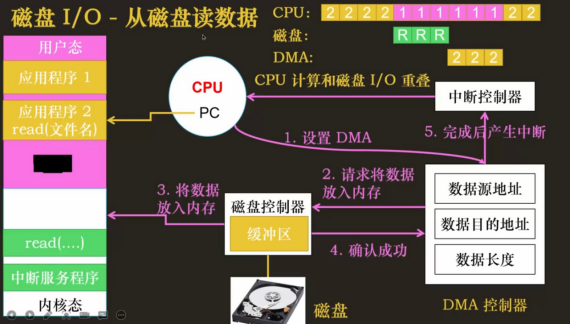 磁盘 I/O - 从磁盘读数据
CPU: 2 2 2 2 1 1 1 1 1 1 2 2
磁盘: R R R
DMA: 2 2 2
CPU 计算和磁盘 I/O 重叠
用户态
应用程序 1
应用程序 2
read(文件名)
read(....)
中断服务程序
内核态
CPU
PC
中断控制器
1. 设置 DMA
5. 完成后产生中断
2. 请求将数据
放入内存
3. 将数据
放入内存
磁盘控制器
缓冲区
4. 确认成功
数据源地址
数据目的地址
数据长度
磁盘
DMA 控制器